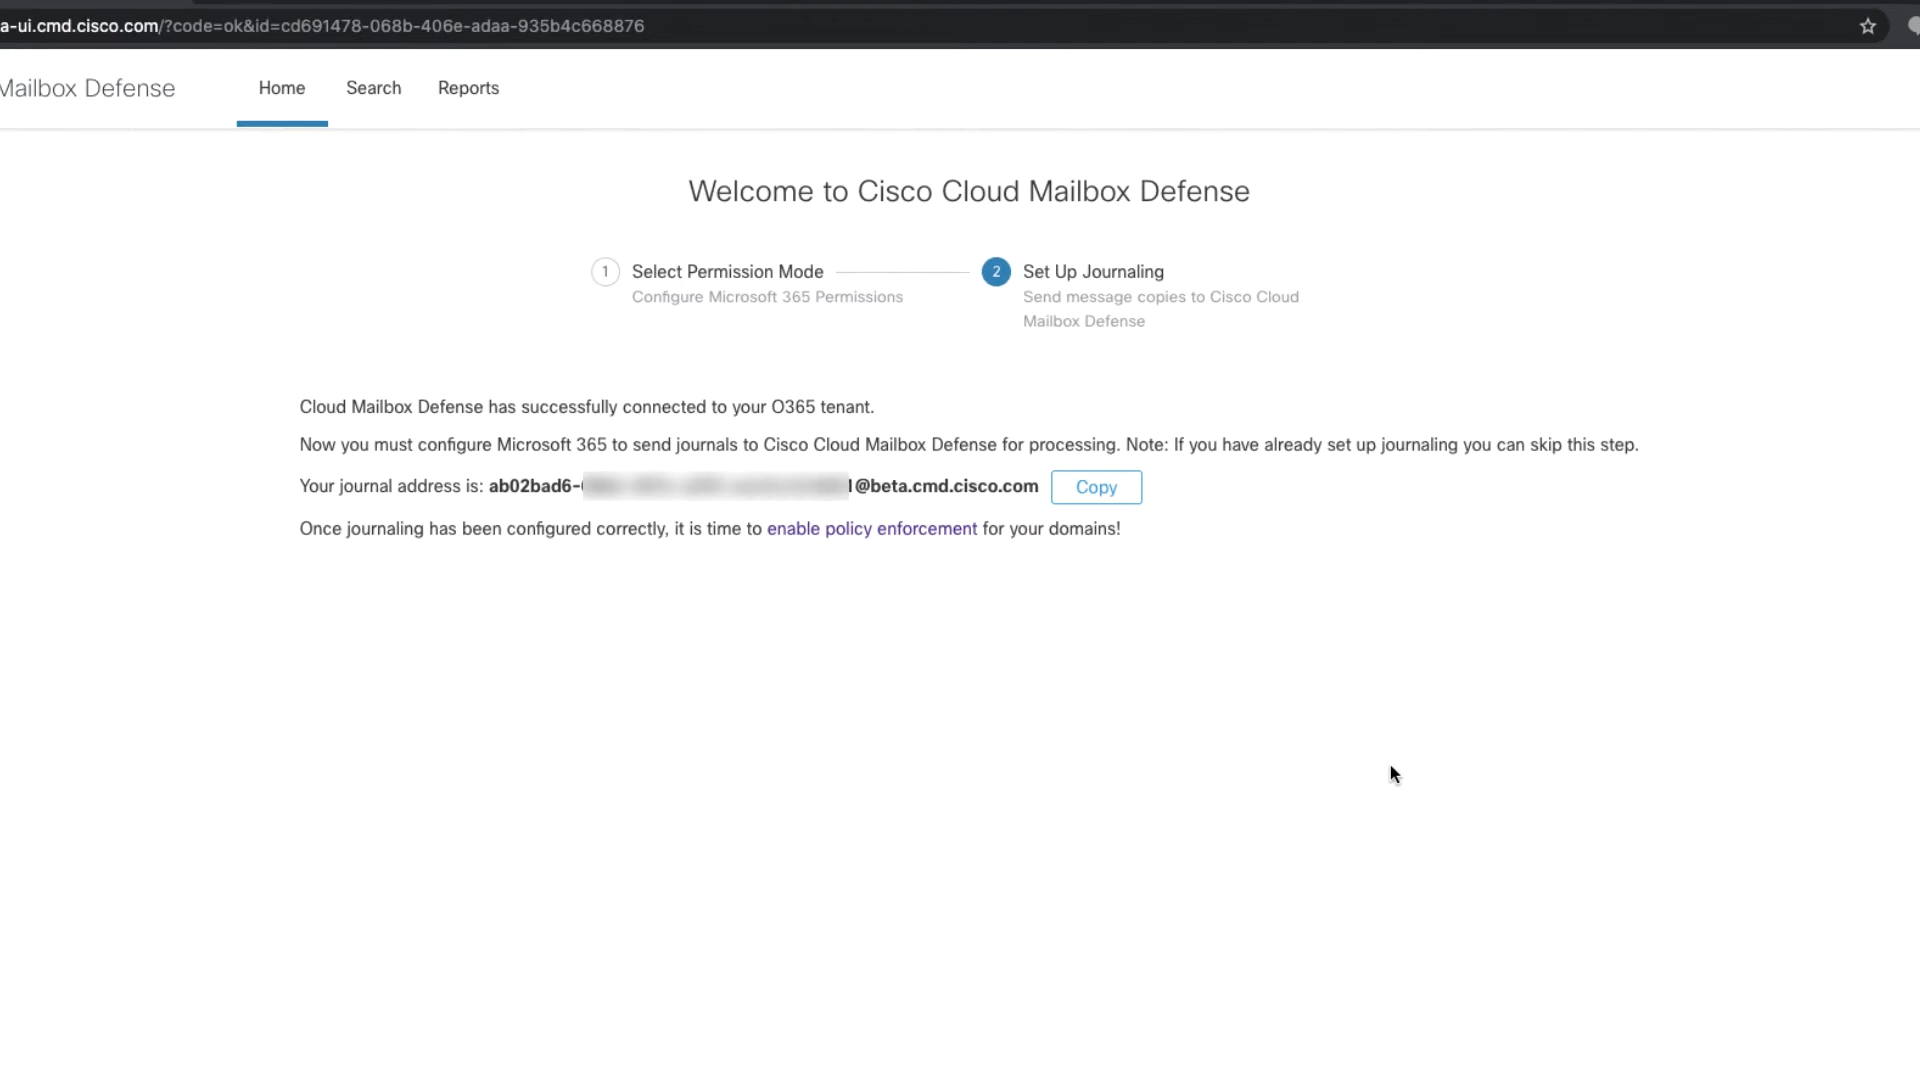 a-ui.cmd.cisco.com/?code=ok&id=cd691478-068b-406e-adaa-935b4c668876
Mailbox Defense
Home
Search
Reports
Welcome to Cisco Cloud Mailbox Defense
1
Select Permission Mode
Configure Microsoft 365 Permissions
2
Set Up Journaling
Send message copies to Cisco Cloud
Mailbox Defense
Cloud Mailbox Defense has successfully connected to your O365 tenant.
Now you must configure Microsoft 365 to send journals to Cisco Cloud Mailbox Defense for processing. Note: If you have already set up journaling you can skip this step.
Your journal address is: ab02bad6- @beta.cmd.cisco.com
Copy
Once journaling has been configured correctly, it is time to enable policy enforcement for your domains!